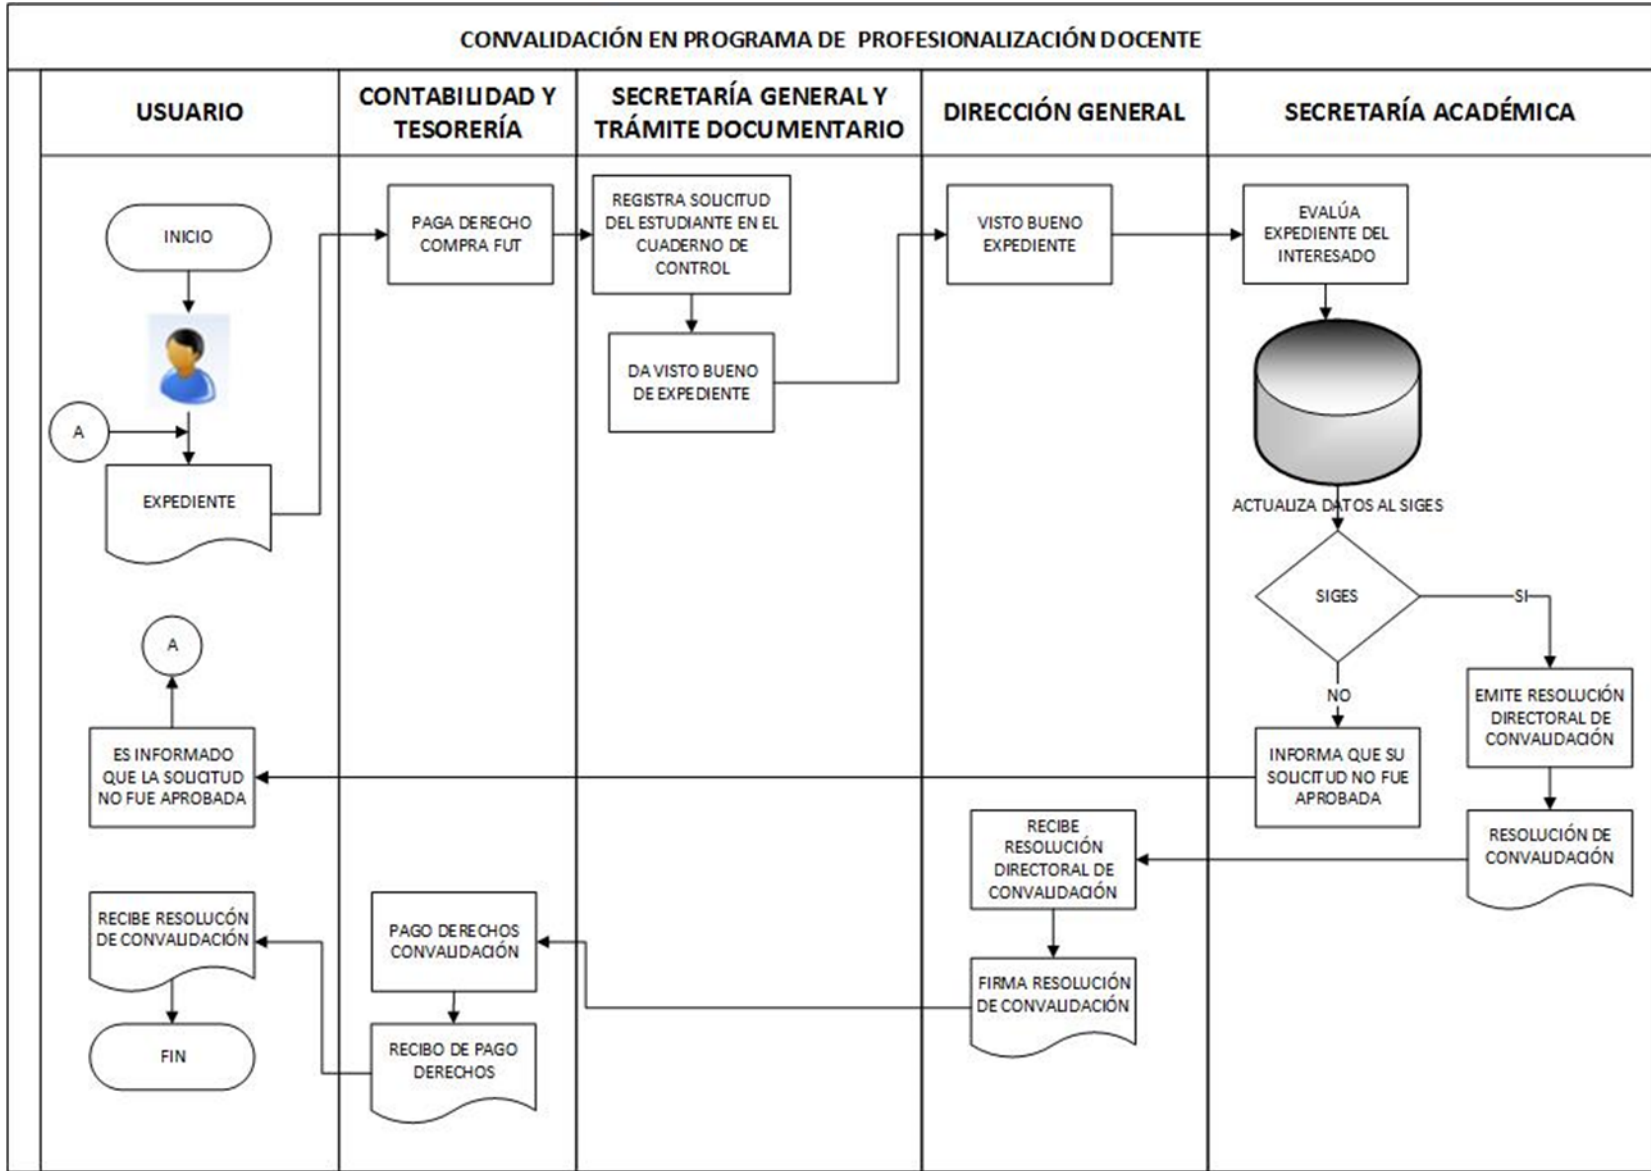 CONVALIDACIÓN EN PROGRAMA DE PROFESIONALIZACIÓN DOCENTE
USUARIO
CONTABILIDAD Y
TESORERÍA
SECRETARÍA GENERAL Y
TRÁMITE DOCUMENTARIO
DIRECCIÓN GENERAL
SECRETARÍA ACADÉMICA
INICIO
A
EXPEDIENTE
PAGA DERECHO
COMPRA FUT
REGISTRA SOLICITUD
DEL ESTUDIANTE EN EL
CUADERNO DE
CONTROL
DA VISTO BUENO
DE EXPEDIENTE
VISTO BUENO
EXPEDIENTE
EVALÚA
EXPEDIENTE DEL
INTERESADO
ACTUALIZA DATOS AL SIGES
SIGES
SI
NO
EMITE RESOLUCIÓN
DIRECTORAL DE
CONVALIDACIÓN
INFORMA QUE SU
SOLICITUD NO FUE
APROBADA
A
ES INFORMADO
QUE LA SOLICITUD
NO FUE APROBADA
RESOLUCIÓN DE
CONVALIDACIÓN
RECIBE
RESOLUCIÓN
DIRECTORAL DE
CONVALIDACIÓN
FIRMA RESOLUCIÓN
DE CONVALIDACIÓN
PAGO DERECHOS
CONVALIDACIÓN
RECIBO DE PAGO
DERECHOS
RECIBE RESOLUCÓN
DE CONVALIDACIÓN
FIN